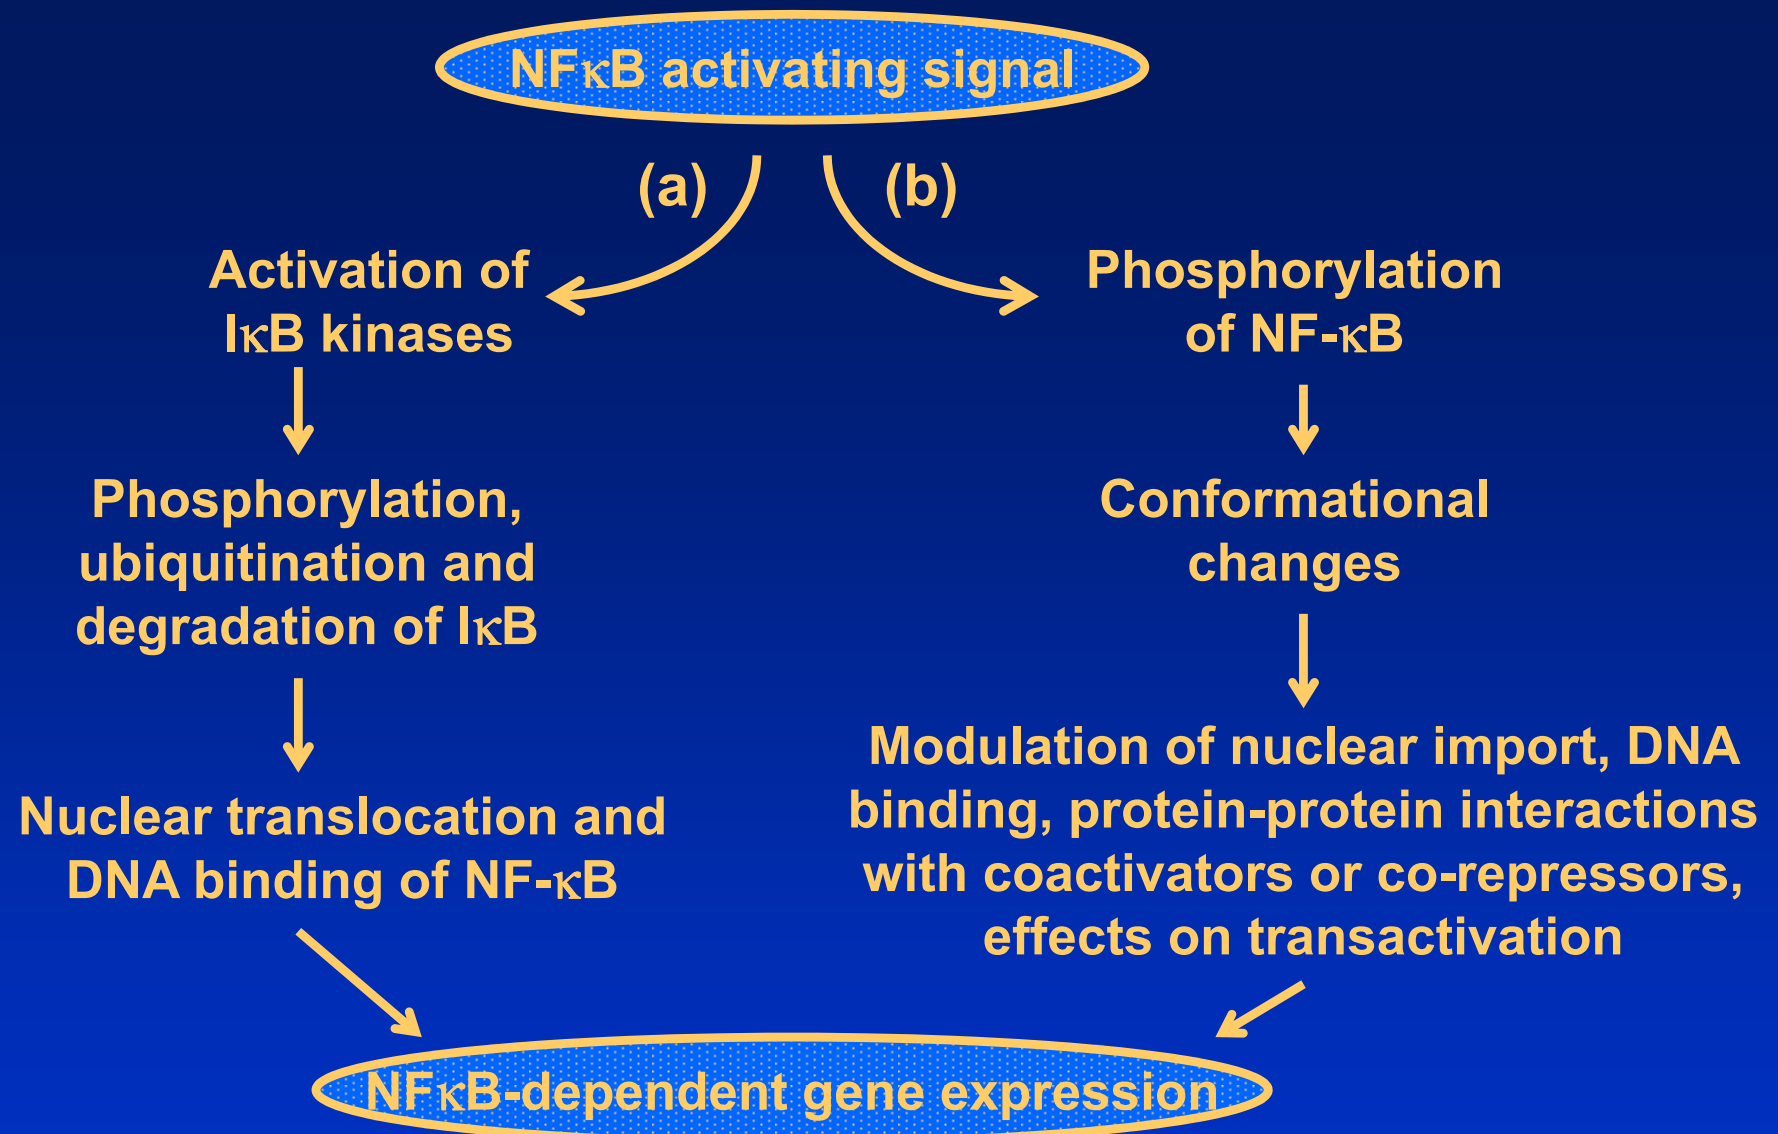 NFκB activating signal
(a)
(b)
Activation of
IκB kinases
Phosphorylation,
ubiquitination and
degradation of IκB
Nuclear translocation and
DNA binding of NF-κB
Phosphorylation
of NF-κB
Conformational
changes
Modulation of nuclear import, DNA
binding, protein-protein interactions
with coactivators or co-repressors,
effects on transactivation
NFκB-dependent gene expression